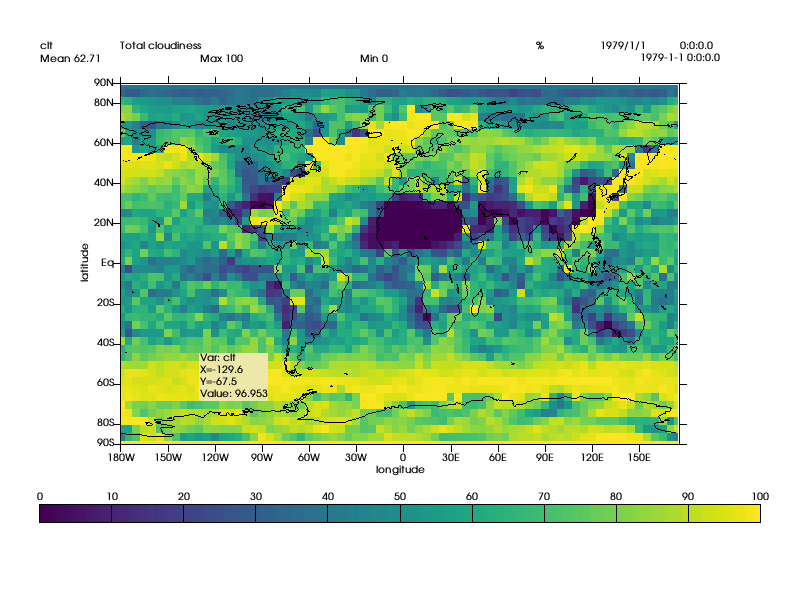 clt Total cloudiness % 1979/1/1 0:0:0.0
Mean 62.71 Max 100 Min 0 1979-1-1 0:0:0.0
90N
80N
60N
40N
20N
Eq
20S
40S
60S
80S
90S
latitude
Var: clt
X=-129.6
Y=-67.5
Value: 96.953
180W 150W 120W 90W 60W 30W 0 30E 60E 90E 120E 150E
longitude
0 10 20 30 40 50 60 70 80 90 100